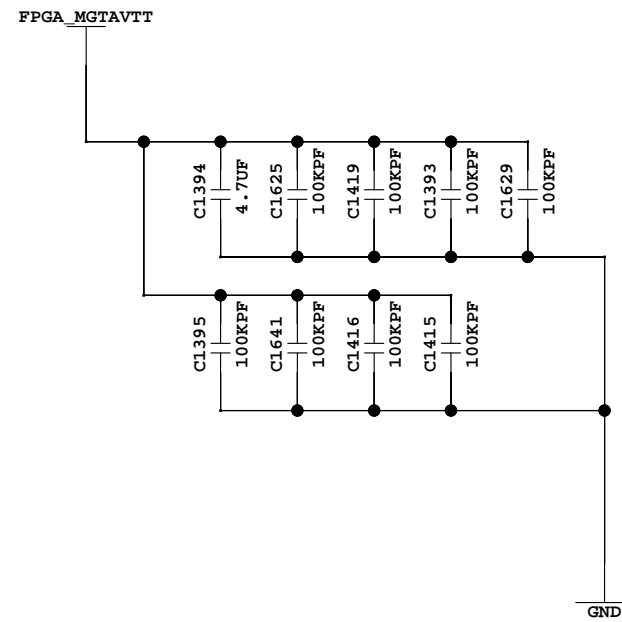 FPGA_MGTAVTT
C1394
4.7UF
C1625
100KPF
C1419
100KPF
C1393
100KPF
C1629
100KPF
C1395
100KPF
C1641
100KPF
C1416
100KPF
C1415
100KPF
GND